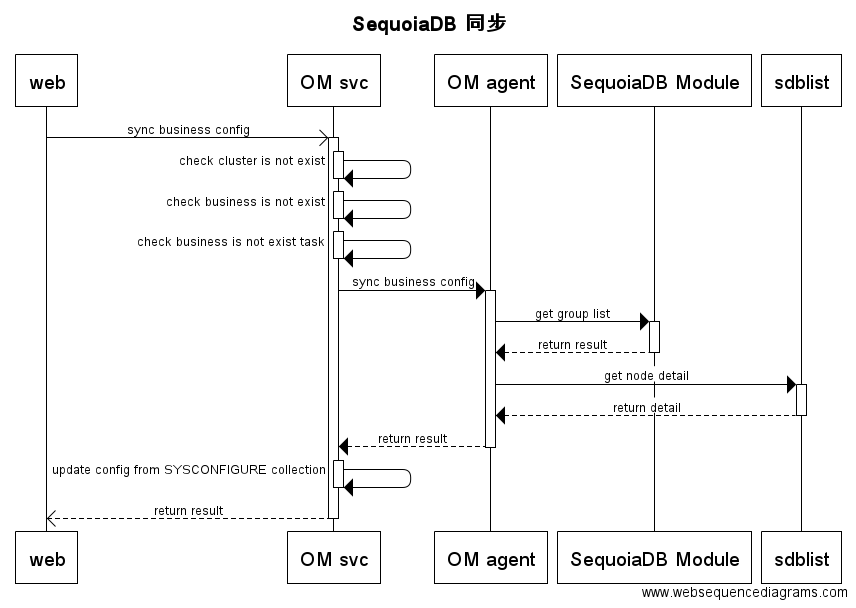 SequoiaDB 同步
web
OM svc
OM agent
SequoiaDB Module
sdblist
sync business config
check cluster is not exist
check business is not exist
check business is not exist task
sync business config
get group list
return result
get node detail
return detail
return result
update config from SYSCONFIGURE collection
return result
web
OM svc
OM agent
SequoiaDB Module
sdblist
www.websequencediagrams.com